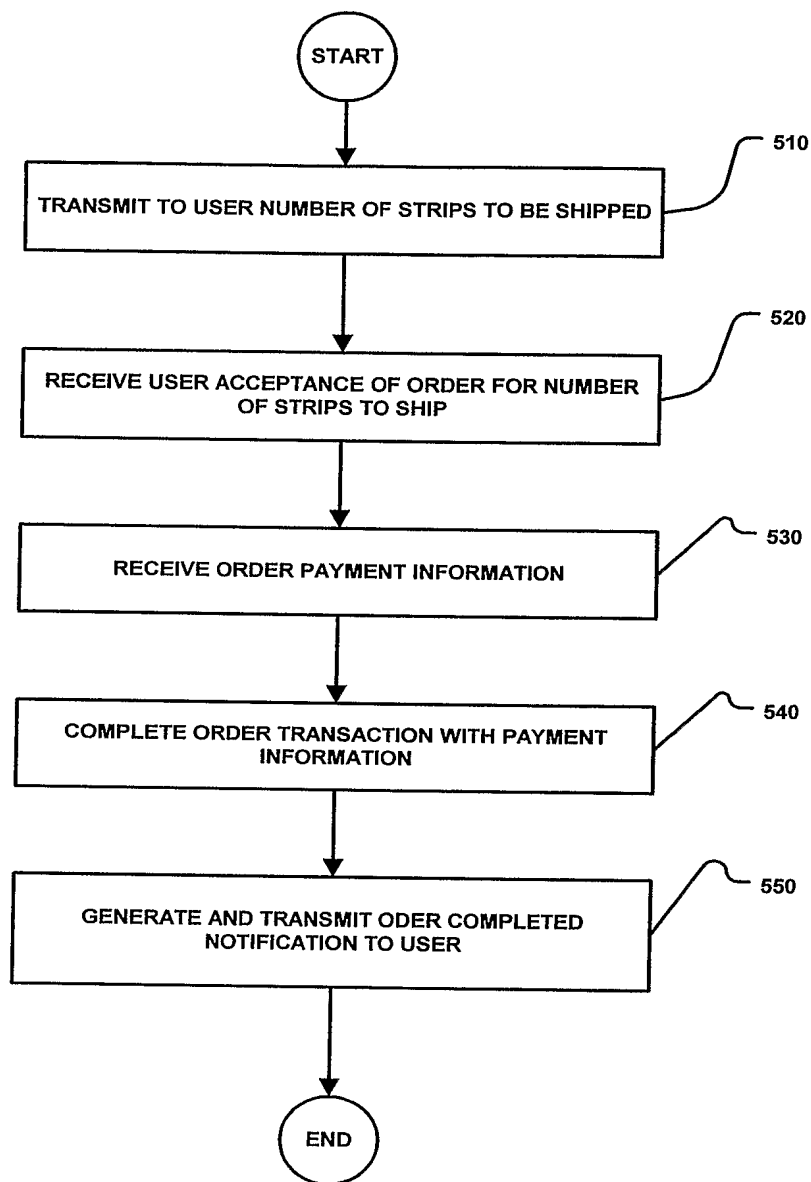 START
510
TRANSMIT TO USER NUMBER OF STRIPS TO BE SHIPPED
520
RECEIVE USER ACCEPTANCE OF ORDER FOR NUMBER
OF STRIPS TO SHIP
530
RECEIVE ORDER PAYMENT INFORMATION
540
COMPLETE ORDER TRANSACTION WITH PAYMENT
INFORMATION
550
GENERATE AND TRANSMIT ODER COMPLETED
NOTIFICATION TO USER
END